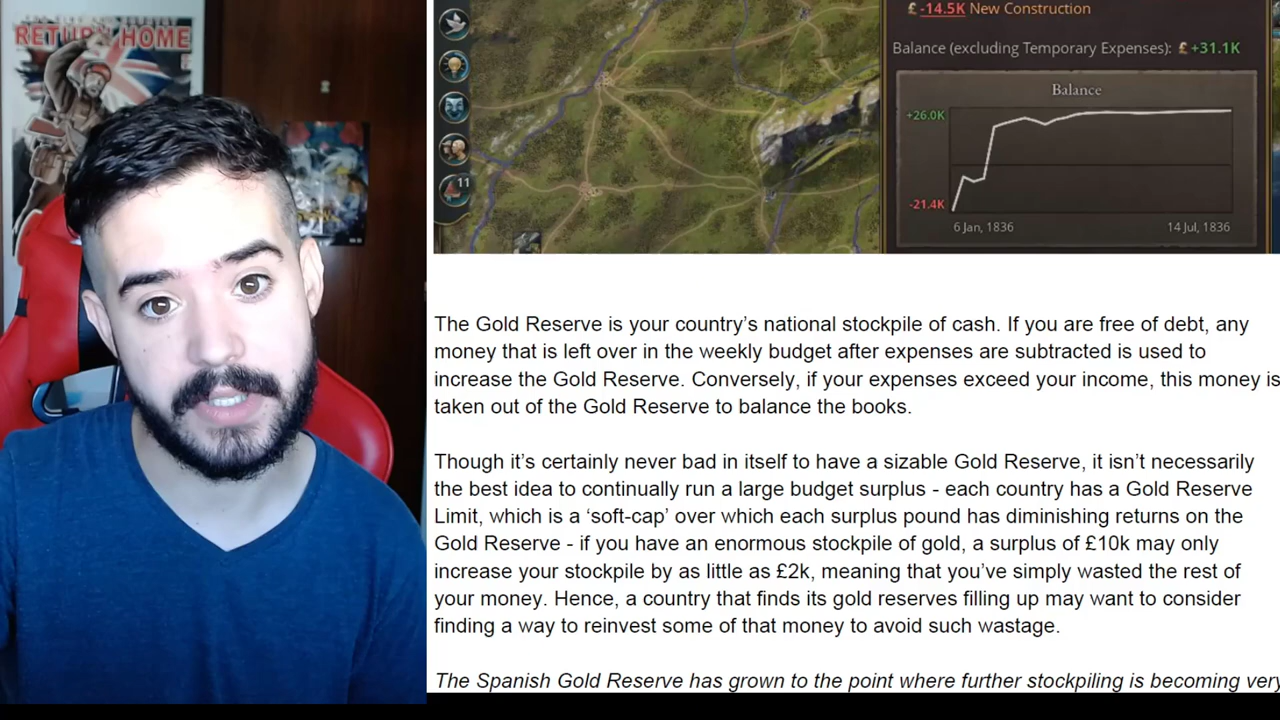 RETURN HOME
£ -14.5K New Construction
Balance (excluding Temporary Expenses): £ +31.1K
Balance
+26.0K
-21.4K
6 Jan, 1836
14 Jul, 1836
11
The Gold Reserve is your country’s national stockpile of cash. If you are free of debt, any
money that is left over in the weekly budget after expenses are subtracted is used to
increase the Gold Reserve. Conversely, if your expenses exceed your income, this money is
taken out of the Gold Reserve to balance the books.
Though it’s certainly never bad in itself to have a sizable Gold Reserve, it isn’t necessarily
the best idea to continually run a large budget surplus - each country has a Gold Reserve
Limit, which is a ‘soft-cap’ over which each surplus pound has diminishing returns on the
Gold Reserve - if you have an enormous stockpile of gold, a surplus of £10k may only
increase your stockpile by as little as £2k, meaning that you’ve simply wasted the rest of
your money. Hence, a country that finds its gold reserves filling up may want to consider
finding a way to reinvest some of that money to avoid such wastage.
The Spanish Gold Reserve has grown to the point where further stockpiling is becoming very